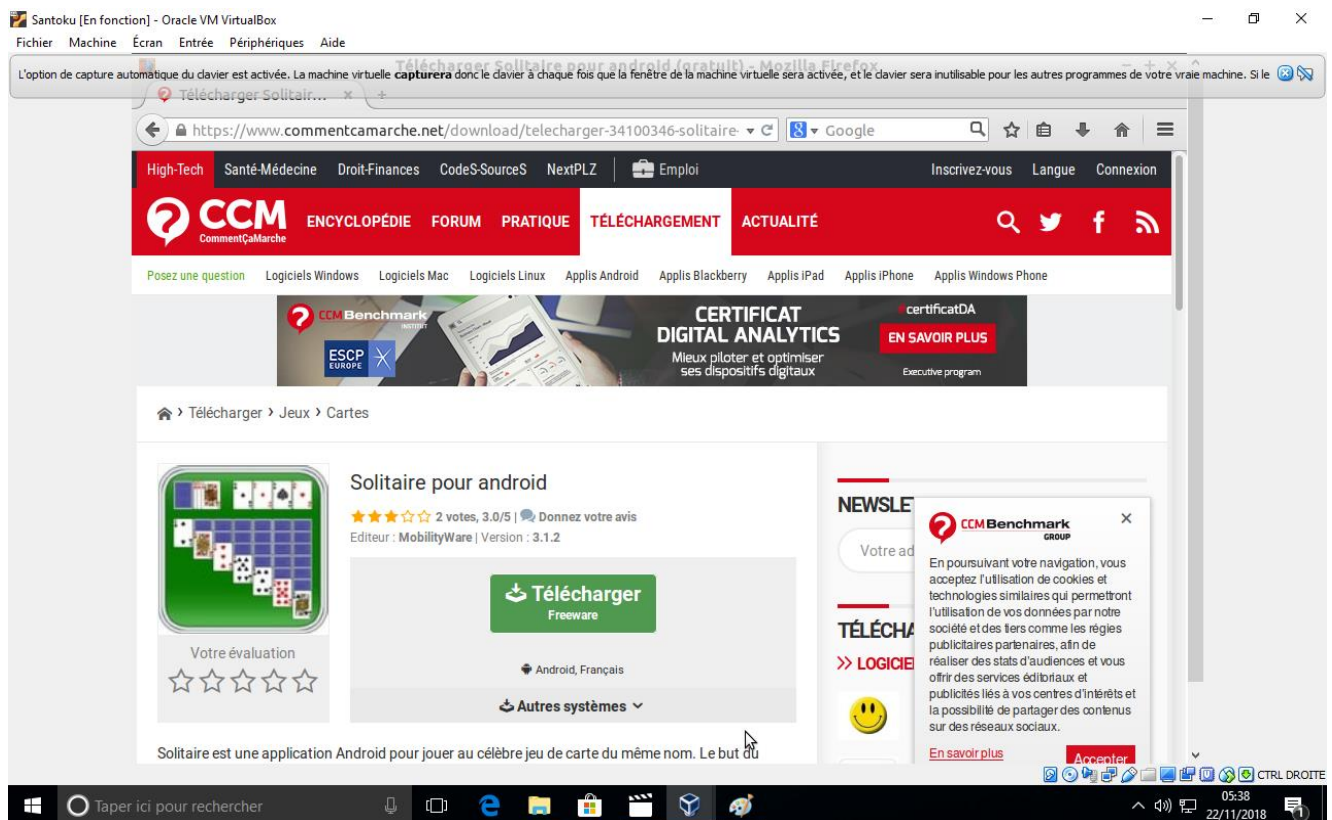 Santoku [En fonction] - Oracle VM VirtualBox
Fichier Machine Écran Entrée Périphériques Aide
Télécharger Solitaire pour android (gratuit) - Mozilla Firefox
L'option de capture automatique du clavier est activée. La machine virtuelle capturera donc le clavier à chaque fois que la fenêtre de la machine virtuelle sera activée, et le clavier sera inutilisable pour les autres programmes de votre vraie machine. Si le
Télécharger Solitair... × +
https://www.commentcamarche.net/download/telecharger-34100346-solitaire- Google
High-Tech Santé-Médecine Droit-Finances CodeS-SourceS NextPLZ Emploi Inscrivez-vous Langue Connexion
CCM
CommentÇaMarche
ENCYCLOPÉDIE FORUM PRATIQUE TÉLÉCHARGEMENT ACTUALITÉ
Posez une question Logiciels Windows Logiciels Mac Logiciels Linux Applis Android Applis Blackberry Applis iPad Applis iPhone Applis Windows Phone
CCM Benchmark
INSTITUT
ESCP
EUROPE
CERTIFICAT
DIGITAL ANALYTICS
Mieux piloter et optimiser
ses dispositifs digitaux
#certificatDA
EN SAVOIR PLUS
Executive program
> Télécharger > Jeux > Cartes
Solitaire pour android
2 votes, 3.0/5 | Donnez votre avis
Editeur : MobilityWare | Version : 3.1.2
Télécharger
Freeware
Android, Français
Autres systèmes
Votre évaluation
Solitaire est une application Android pour jouer au célèbre jeu de carte du même nom. Le but du
NEWSLE
Votre ad
TÉLÉCHA
>> LOGICIE
CCM Benchmark
GROUP
×
En poursuivant votre navigation, vous
acceptez l'utilisation de cookies et
technologies similaires qui permettront
l'utilisation de vos données par notre
société et des tiers comme les régies
publicitaires partenaires, afin de
réaliser des stats d'audiences et vous
offrir des services éditoriaux et
publicités liés à vos centres d'intérêts et
la possibilité de partager des contenus
sur des réseaux sociaux.
En savoir plus
Accepter
CTRL DROITE
Taper ici pour rechercher
05:38
22/11/2018